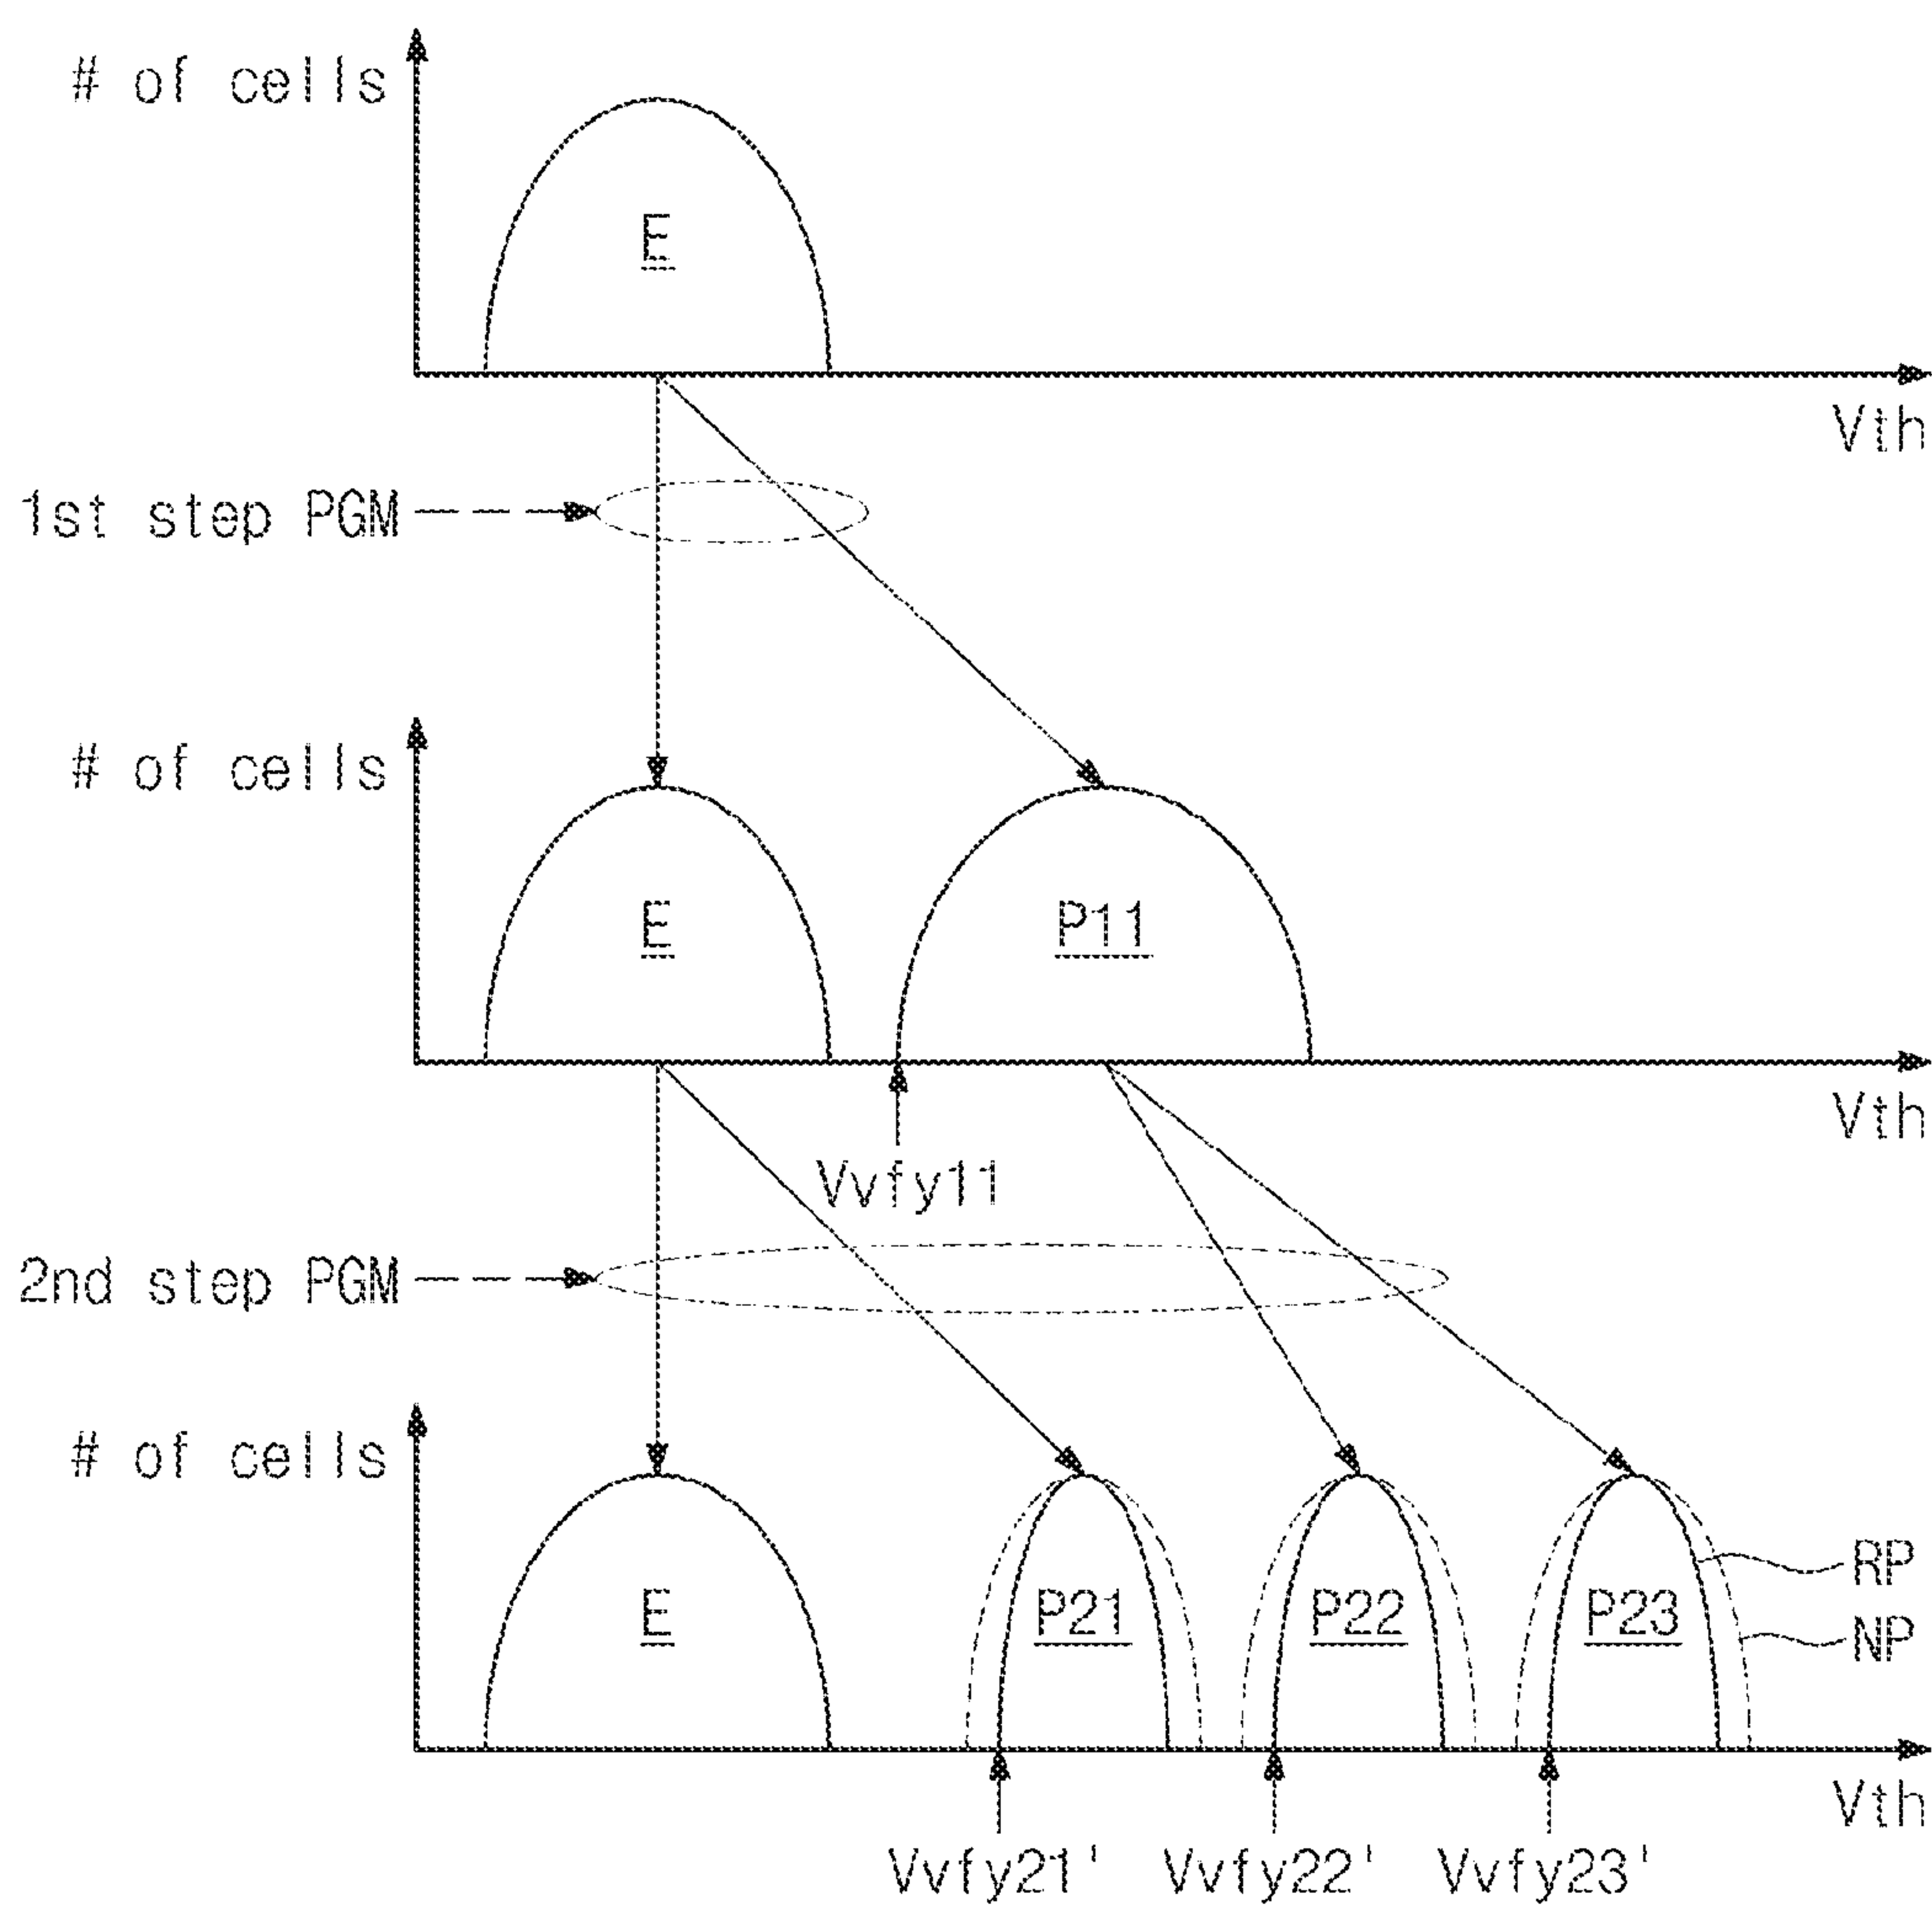 # of cells
E
Vth
1st step PGM
# of cells
E
P11
Vth
Vvfy11
2nd step PGM
# of cells
E
P21
P22
P23
RP
NP
Vth
Vvfy21'
Vvfy22'
Vvfy23'